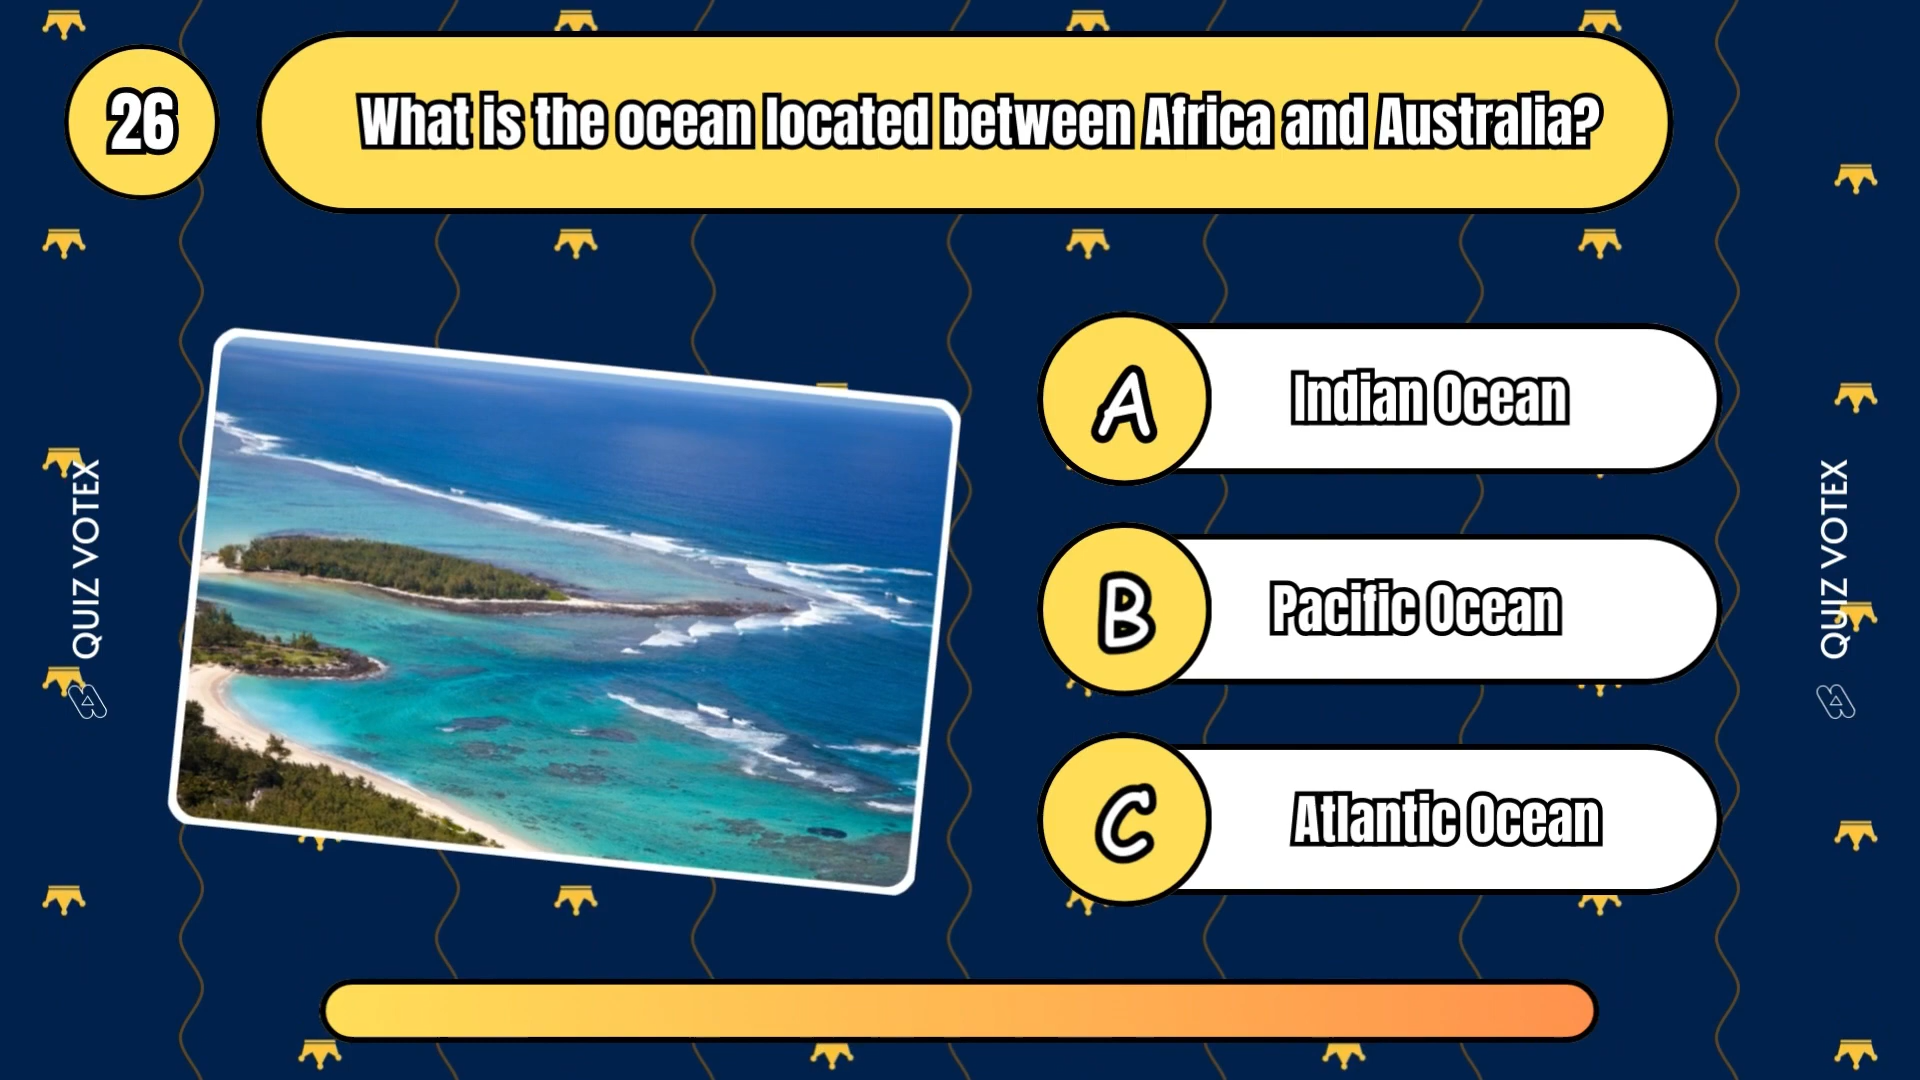 26
What is the ocean located between Africa and Australia?
A
Indian Ocean
B
Pacific Ocean
C
Atlantic Ocean
QUIZ VOTEX
QUIZ VOTEX